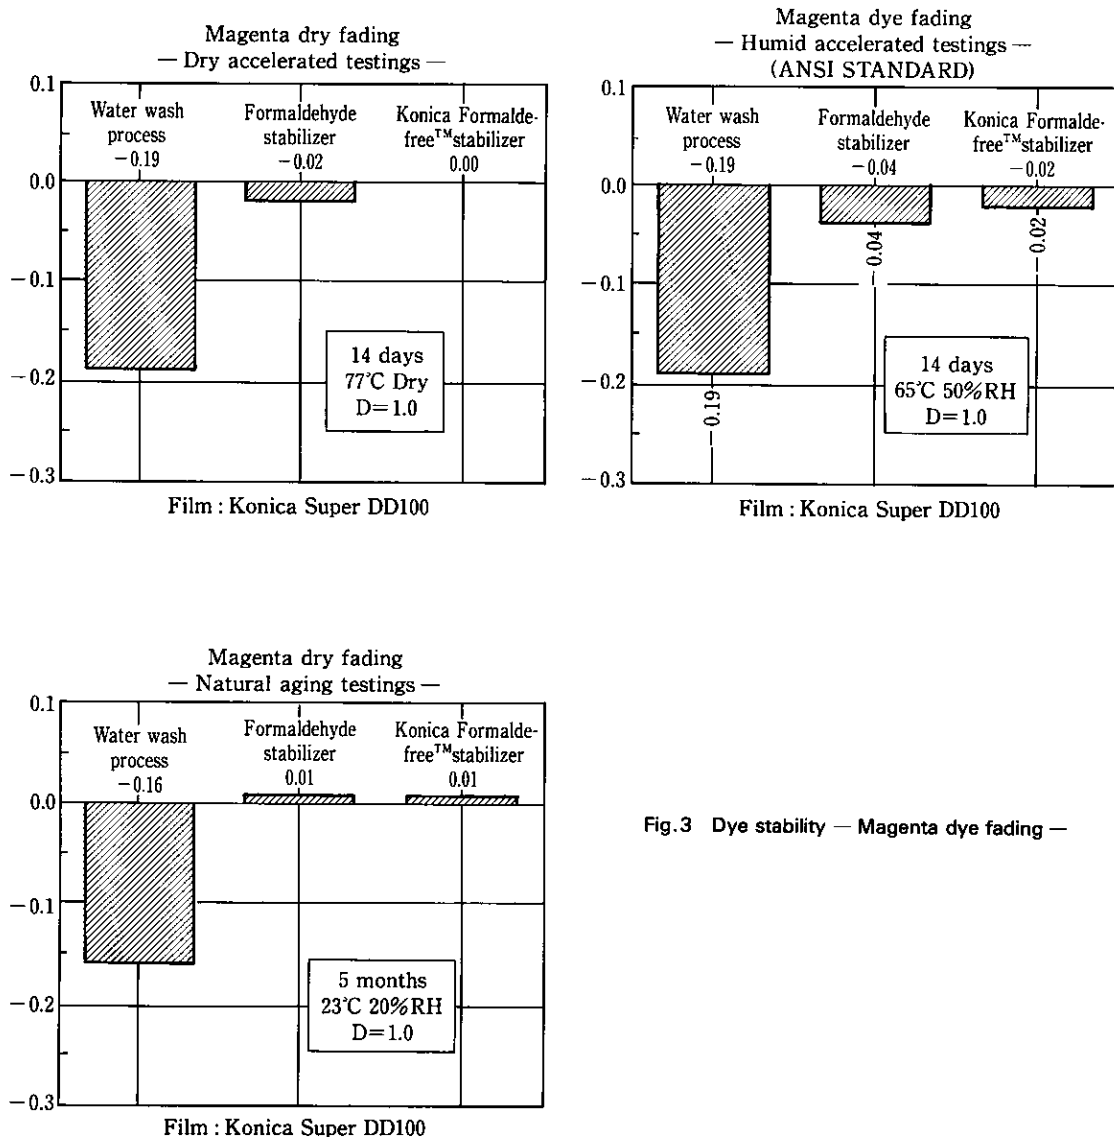 Magenta dry fading
— Dry accelerated testings —
0.1
0.0
−0.1
−0.2
−0.3
Water wash
process
−0.19
Formaldehyde
stabilizer
−0.02
Konica Formalde-
free™stabilizer
0.00
14 days
77℃ Dry
D=1.0
Film : Konica Super DD100
Magenta dye fading
— Humid accelerated testings —
(ANSI STANDARD)
0.1
0.0
−0.1
−0.2
−0.3
Water wash
process
−0.19
Formaldehyde
stabilizer
−0.04
Konica Formalde-
free™stabilizer
−0.02
−0.19
−0.04
−0.02
14 days
65℃ 50%RH
D=1.0
Film : Konica Super DD100
Magenta dry fading
— Natural aging testings —
0.1
0.0
−0.1
−0.2
−0.3
Water wash
process
−0.16
Formaldehyde
stabilizer
0.01
Konica Formalde-
free™stabilizer
0.01
5 months
23℃ 20%RH
D=1.0
Film : Konica Super DD100
Fig.3 Dye stability — Magenta dye fading —